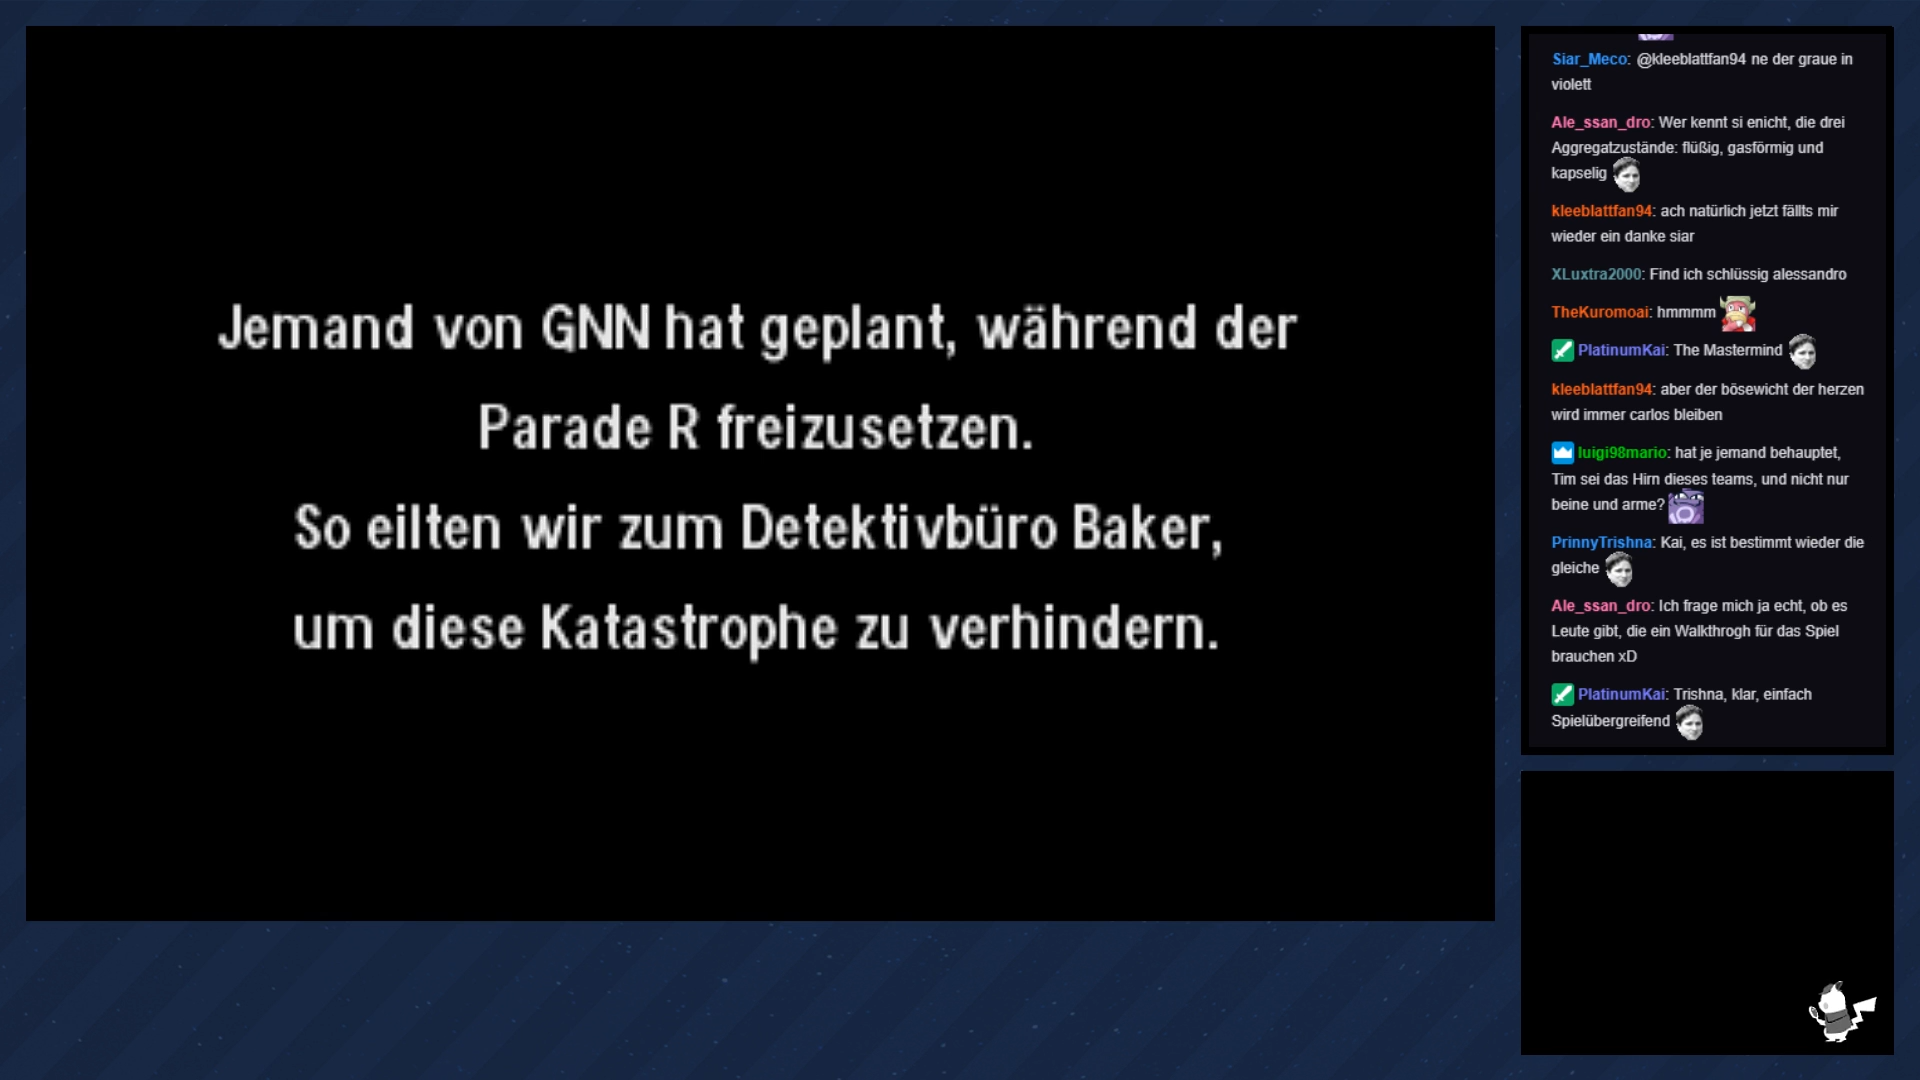 Jemand von GNN hat geplant, während der
Parade R freizusetzen.
So eilten wir zum Detektivbüro Baker,
um diese Katastrophe zu verhindern.
Siar_Meco: @kleeblattfan94 ne der graue in
violett
Ale_ssan_dro: Wer kennt si enicht, die drei
Aggregatzustände: flüßig, gasförmig und
kapselig
kleeblattfan94: ach natürlich jetzt fällts mir
wieder ein danke siar
XLuxtra2000: Find ich schlüssig alessandro
TheKuromoai: hmmmm
PlatinumKai: The Mastermind
kleeblattfan94: aber der bösewicht der herzen
wird immer carlos bleiben
luigi98mario: hat je jemand behauptet,
Tim sei das Hirn dieses teams, und nicht nur
beine und arme?
PrinnyTrishna: Kai, es ist bestimmt wieder die
gleiche
Ale_ssan_dro: Ich frage mich ja echt, ob es
Leute gibt, die ein Walkthrogh für das Spiel
brauchen xD
PlatinumKai: Trishna, klar, einfach
Spielübergreifend